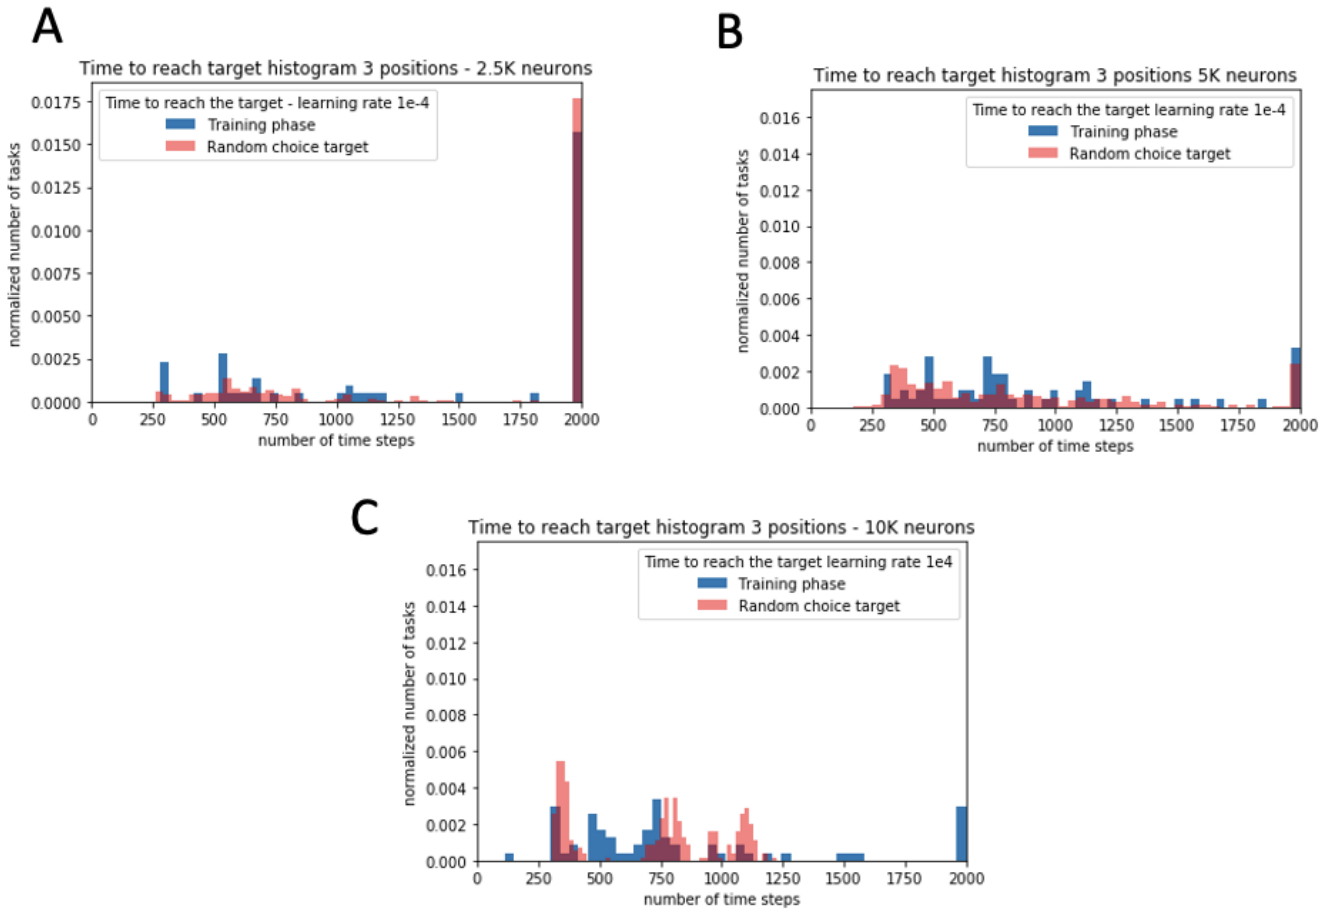 A
Time to reach target histogram 3 positions - 2.5K neurons
Time to reach the target - learning rate 1e-4
Training phase
Random choice target
normalized number of tasks
0.0175
0.0150
0.0125
0.0100
0.0075
0.0050
0.0025
0.0000
0 250 500 750 1000 1250 1500 1750 2000
number of time steps
B
Time to reach target histogram 3 positions 5K neurons
Time to reach the target learning rate 1e-4
Training phase
Random choice target
normalized number of tasks
0.016
0.014
0.012
0.010
0.008
0.006
0.004
0.002
0.000
0 250 500 750 1000 1250 1500 1750 2000
number of time steps
C
Time to reach target histogram 3 positions - 10K neurons
Time to reach the target learning rate 1e4
Training phase
Random choice target
normalized number of tasks
0.016
0.014
0.012
0.010
0.008
0.006
0.004
0.002
0.000
0 250 500 750 1000 1250 1500 1750 2000
number of time steps